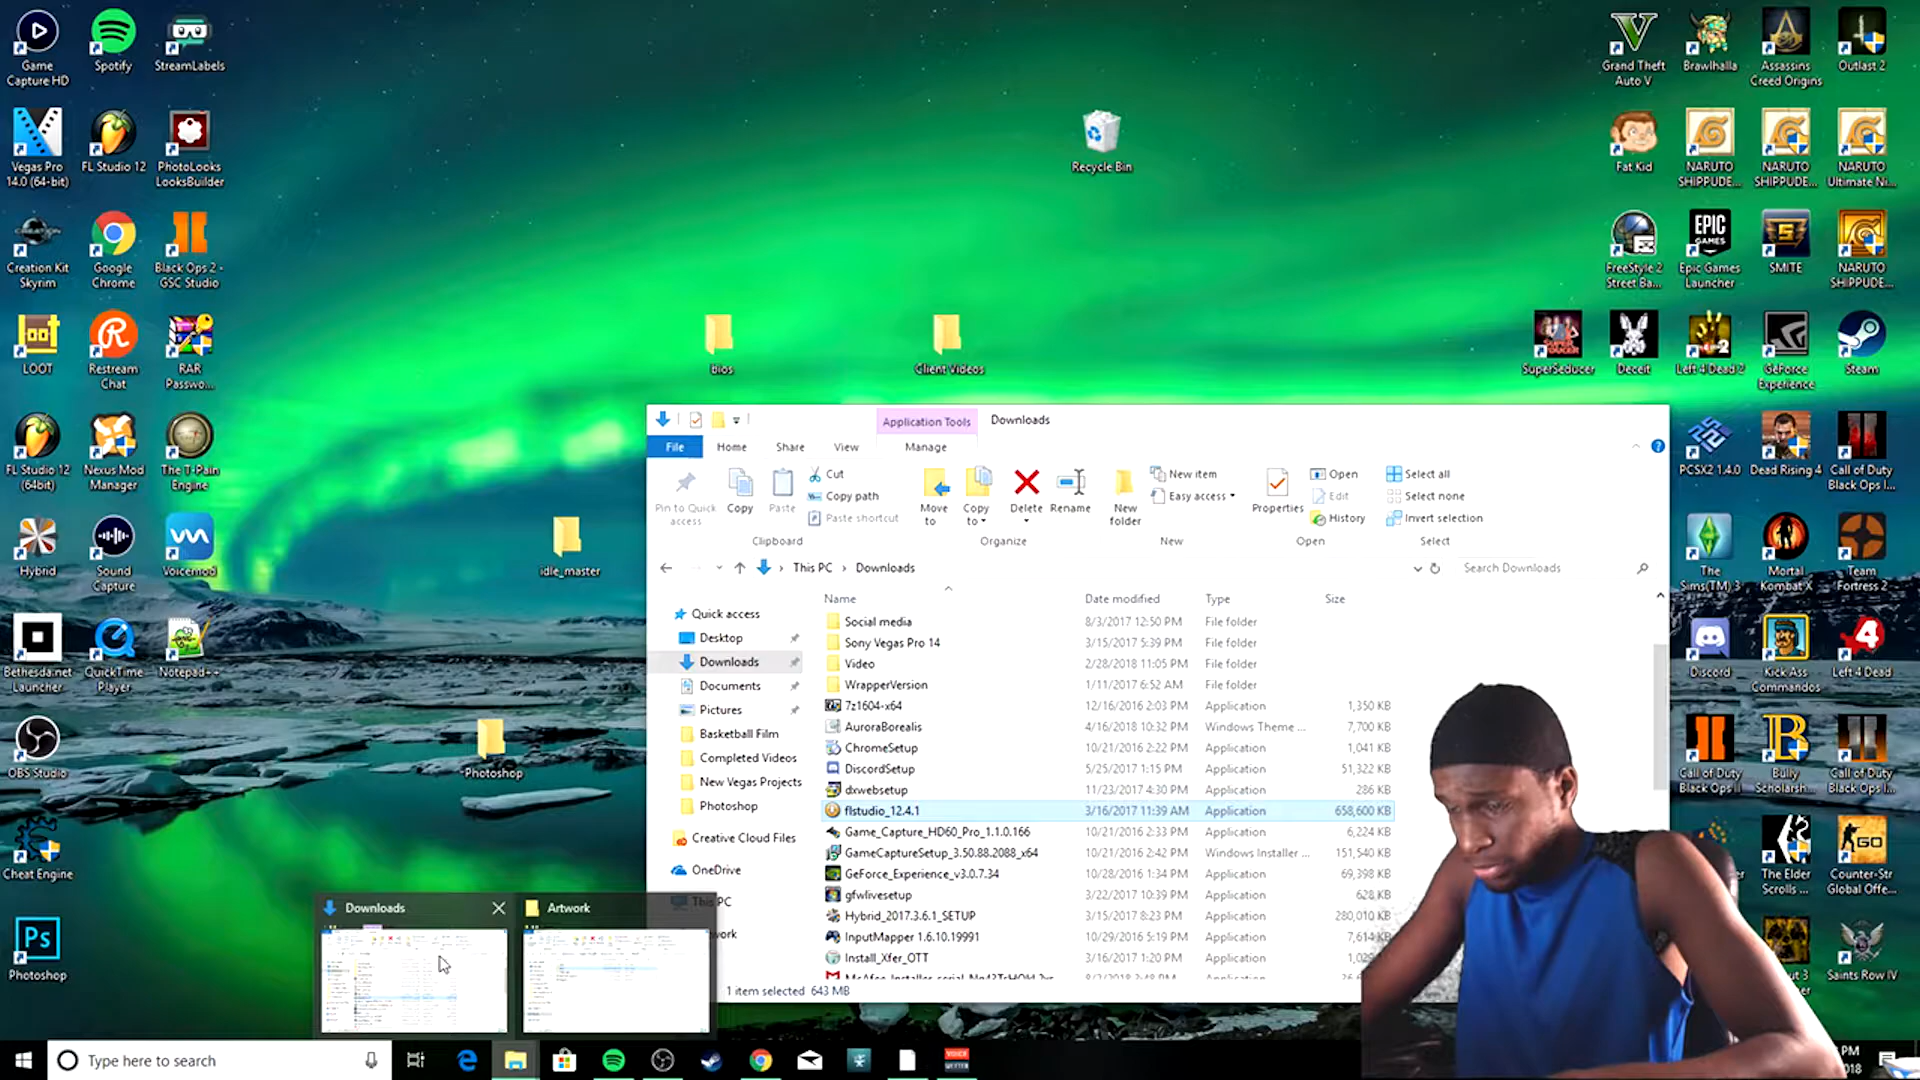 Game
Capture HD
Spotify
StreamLabels
Vegas Pro
14.0 (64-bit)
FL Studio 12
PhotoLooks
LooksBuilder
Creation Kit
Skyrim
Google
Chrome
Black Ops 2 -
GSC Studio
LOOT
Restream
Chat
RAR
Passwo...
FL Studio 12
(64bit)
Nexus Mod
Manager
The T-Pain
Engine
Hybrid
Sound
Capture
Voicemod
Bethesda.net
Launcher
QuickTime
Player
Notepad++
OBS Studio
Cheat Engine
Photoshop
Recycle Bin
Bios
Client Videos
idle_master
Photoshop
Grand Theft
Auto V
Brawlhalla
Assassins
Creed Origins
Outlast 2
Fat Kid
NARUTO
SHIPPUDE...
NARUTO
SHIPPUDE...
NARUTO
Ultimate Ni...
FreeStyle 2
Street Ba...
EPIC
GAMES
Epic Games
Launcher
SMITE
NARUTO
SHIPPUDE...
SuperSeducer
Deceit
Left 4 Dead 2
GeForce
Experience
Steam
PCSX2 1.4.0
Dead Rising 4
Call of Duty
Black Ops I...
The
Sims(TM) 3
Mortal
Kombat X
Team
Fortress 2
Discord
Kick Ass
Commandos
Left 4 Dead
Call of Duty
Black Ops II
Bully
Scholarsh...
Call of Duty
Black Ops I...
The Elder
Scrolls ...
GO
Counter-Str
Global Offe...
Saints Row IV
Application Tools
Downloads
File
Home
Share
View
Manage
Pin to Quick
access
Copy
Paste
Cut
Copy path
Paste shortcut
Clipboard
Move
to
Copy
to
Delete
Rename
Organize
New
folder
New item
Easy access
New
Properties
Open
Edit
History
Open
Select all
Select none
Invert selection
Select
This PC
Downloads
Search Downloads
Quick access
Desktop
Downloads
Documents
Pictures
Basketball Film
Completed Videos
New Vegas Projects
Photoshop
Creative Cloud Files
OneDrive
This PC
Name Date modified Type Size
Social media 8/3/2017 12:50 PM File folder
Sony Vegas Pro 14 3/15/2017 5:39 PM File folder
Video 2/28/2018 11:05 PM File folder
WrapperVersion 1/11/2017 6:52 AM File folder
7z1604-x64 12/16/2016 2:03 PM Application 1,350 KB
AuroraBorealis 4/16/2018 10:32 PM Windows Theme ... 7,700 KB
ChromeSetup 10/21/2016 2:22 PM Application 1,041 KB
DiscordSetup 5/25/2017 1:15 PM Application 51,322 KB
dxwebsetup 11/23/2017 4:30 PM Application 286 KB
flstudio_12.4.1 3/16/2017 11:39 AM Application 658,600 KB
Game_Capture_HD60_Pro_1.1.0.166 10/21/2016 2:33 PM Application 6,224 KB
GameCaptureSetup_3.50.88.2088_x64 10/21/2016 2:42 PM Windows Installer ... 151,540 KB
GeForce_Experience_v3.0.7.34 10/28/2016 1:34 PM Application 69,398 KB
gfwlivesetup 3/22/2017 10:39 PM Application 628 KB
Hybrid_2017.3.6.1_SETUP 3/15/2017 8:23 PM Application 280,010 KB
InputMapper 1.6.10.19991 10/29/2016 5:19 PM Application 7,614 KB
Install_Xfer_OTT 3/16/2017 1:20 PM Application
1 item selected 643 MB
Downloads
Artwork
Type here to search
PM